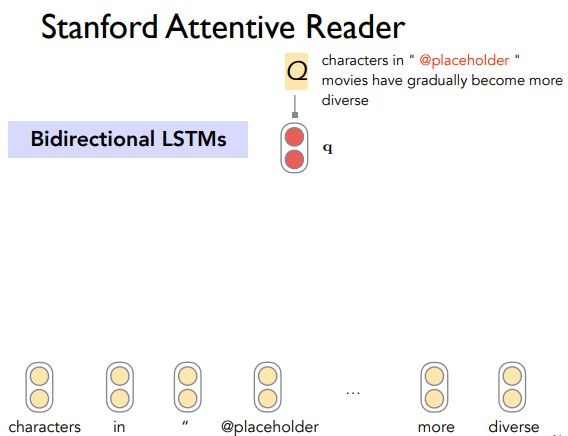 Stanford Attentive Reader
Q
characters in " @placeholder "
movies have gradually become more
diverse
Bidirectional LSTMs
q
...
characters in “ @placeholder more diverse